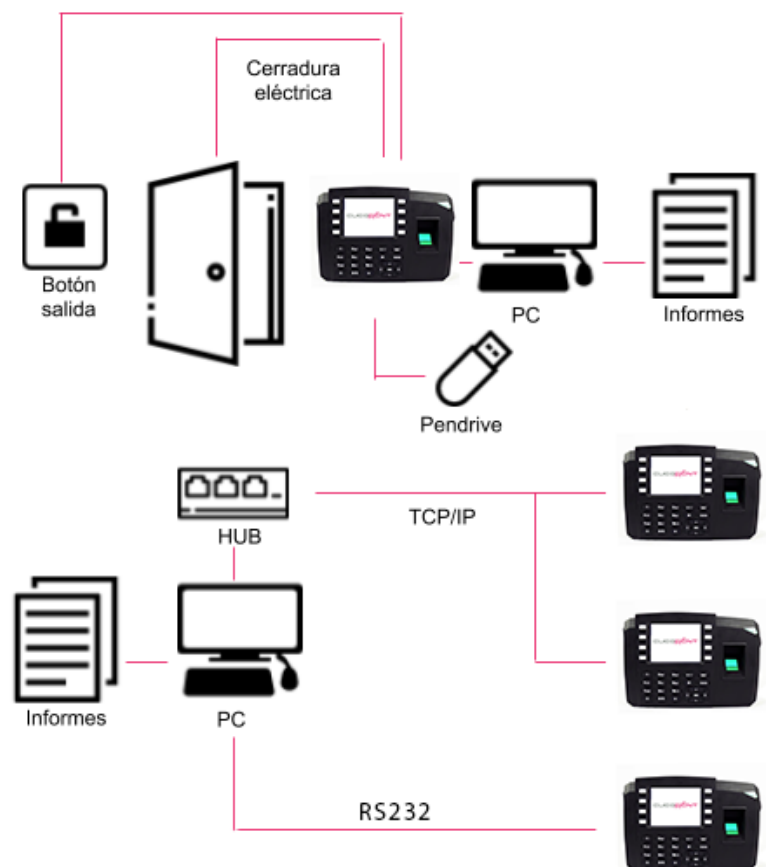 Cerradura
eléctrica
Botón
salida
PC
Informes
Pendrive
HUB
TCP/IP
Informes
PC
RS232